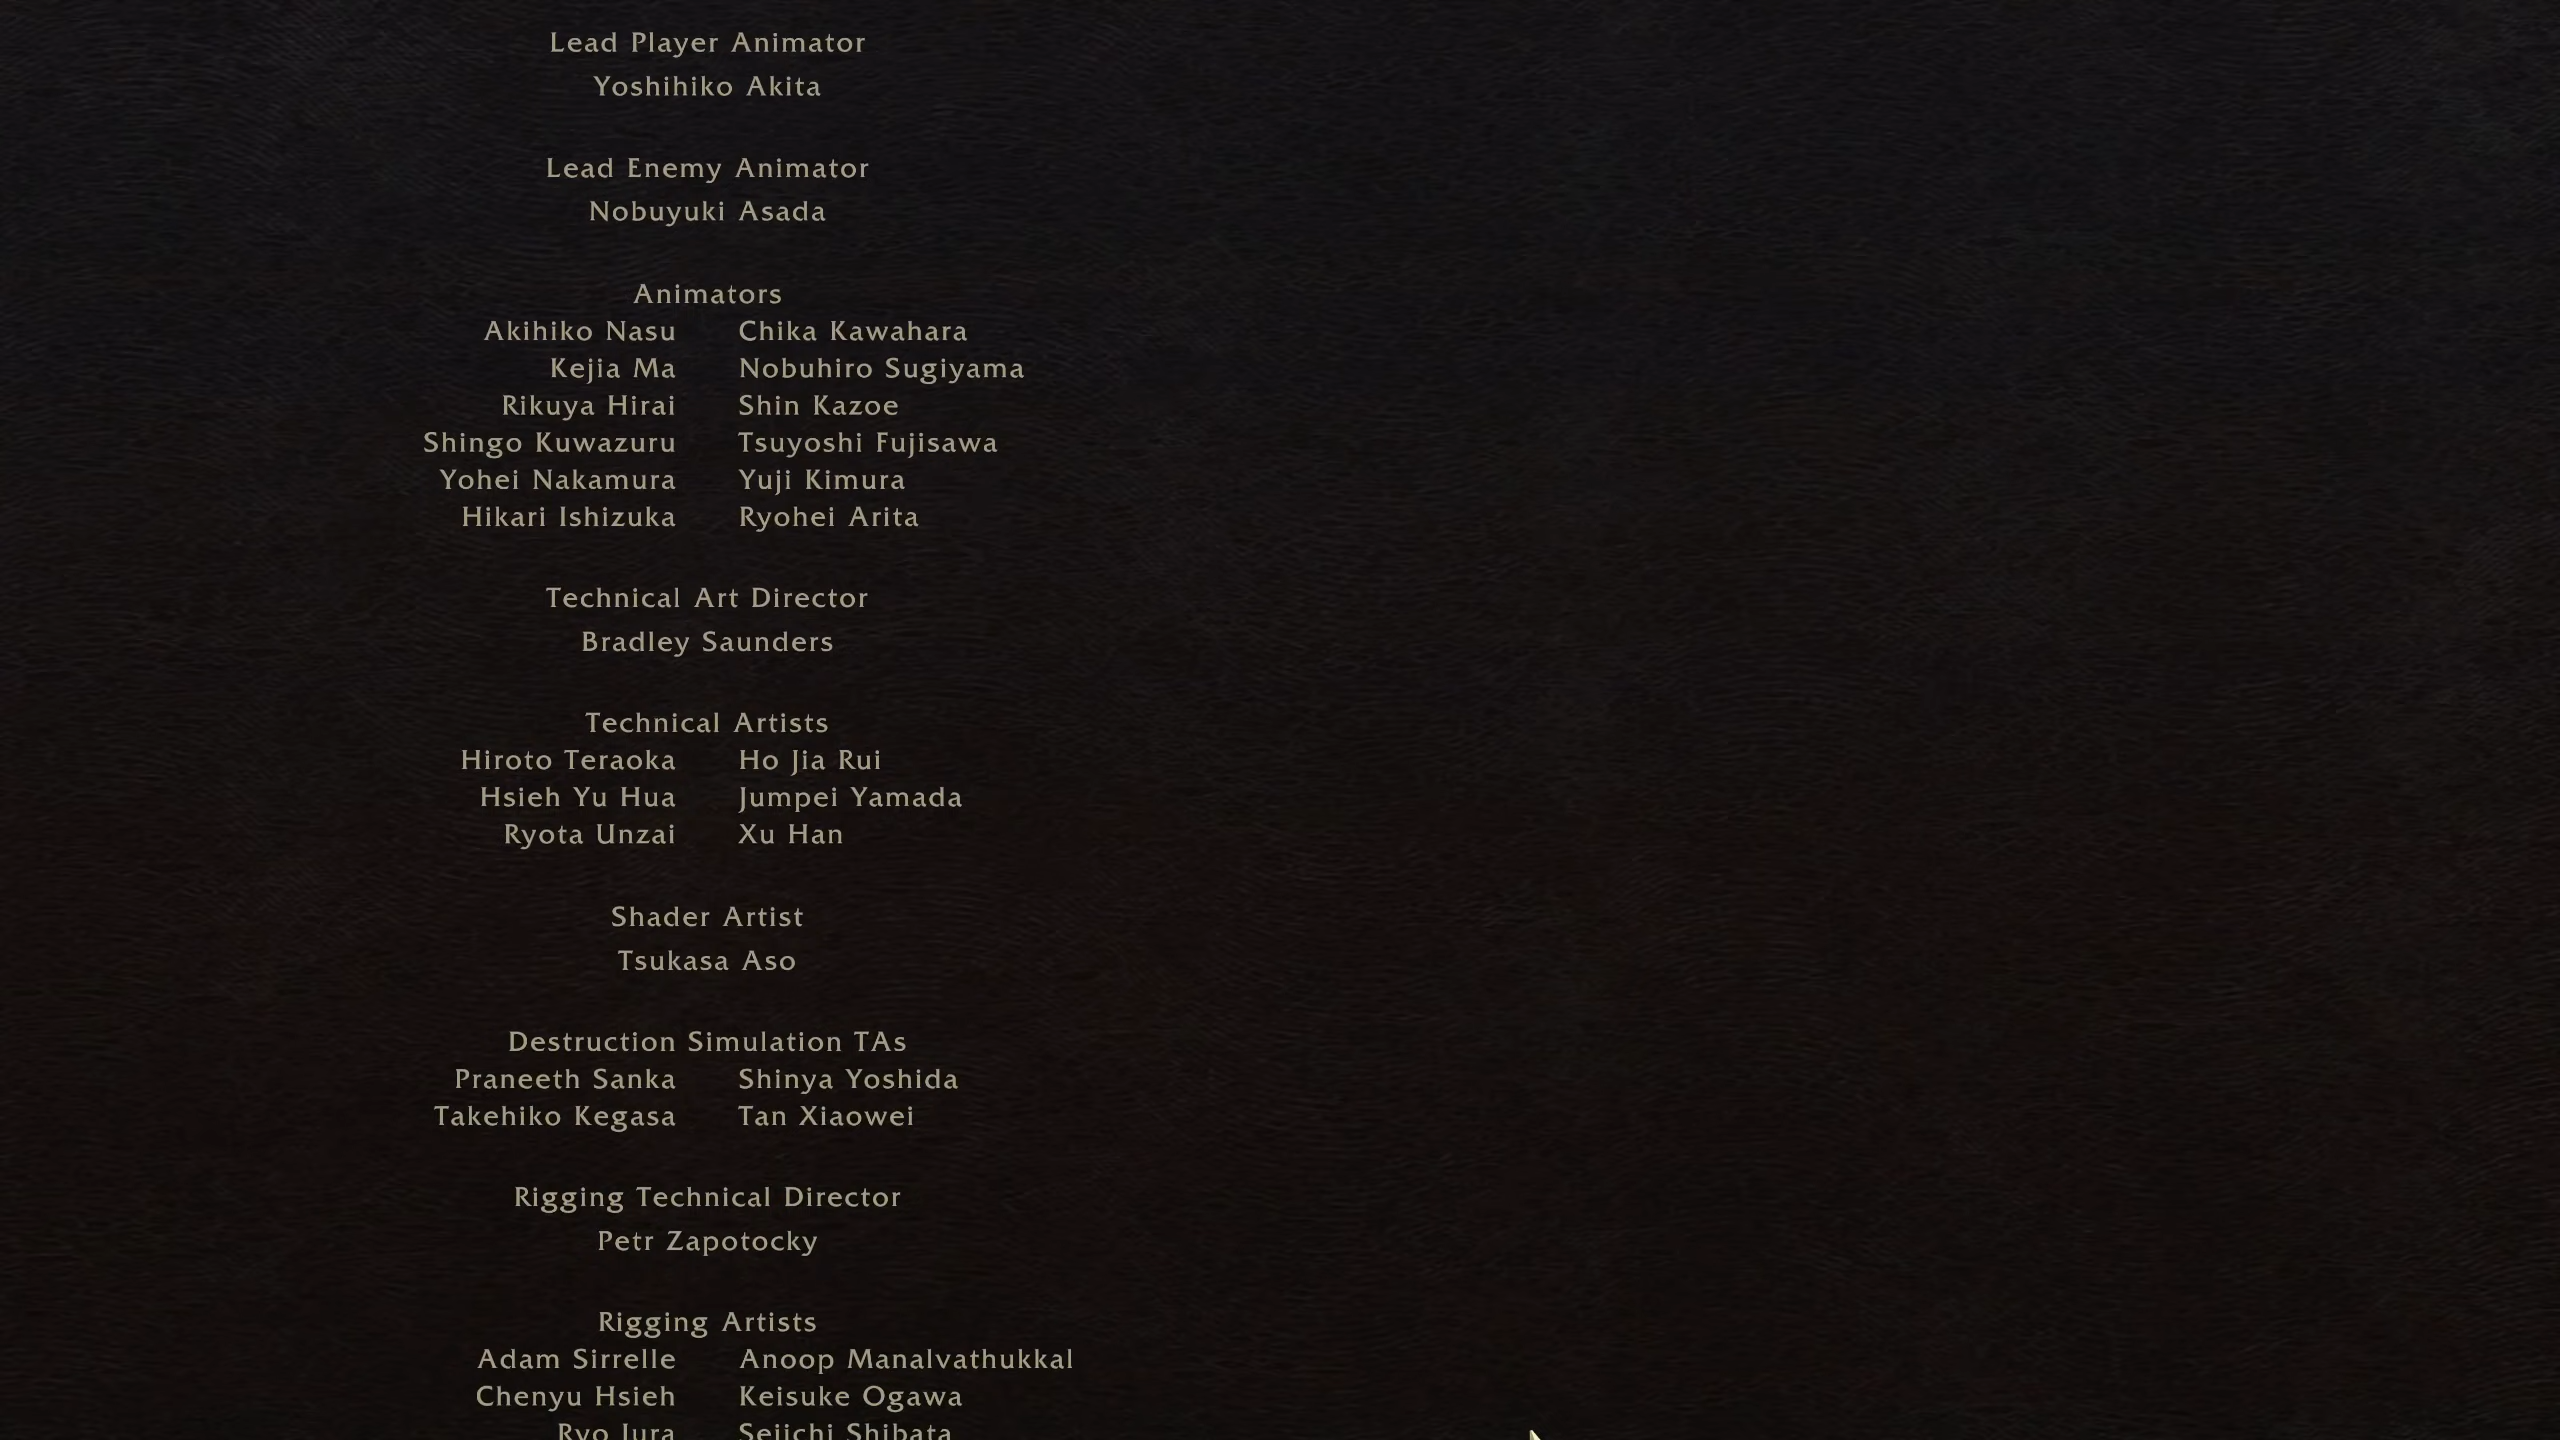 Lead Player Animator
Yoshihiko Akita
Lead Enemy Animator
Nobuyuki Asada
Animators
Akihiko Nasu Chika Kawahara
Kejia Ma Nobuhiro Sugiyama
Rikuya Hirai Shin Kazoe
Shingo Kuwazuru Tsuyoshi Fujisawa
Yohei Nakamura Yuji Kimura
Hikari Ishizuka Ryohei Arita
Technical Art Director
Bradley Saunders
Technical Artists
Hiroto Teraoka Ho Jia Rui
Hsieh Yu Hua Jumpei Yamada
Ryota Unzai Xu Han
Shader Artist
Tsukasa Aso
Destruction Simulation TAs
Praneeth Sanka Shinya Yoshida
Takehiko Kegasa Tan Xiaowei
Rigging Technical Director
Petr Zapotocky
Rigging Artists
Adam Sirrelle Anoop Manalvathukkal
Chenyu Hsieh Keisuke Ogawa
Ryo Iura Seiichi Shibata